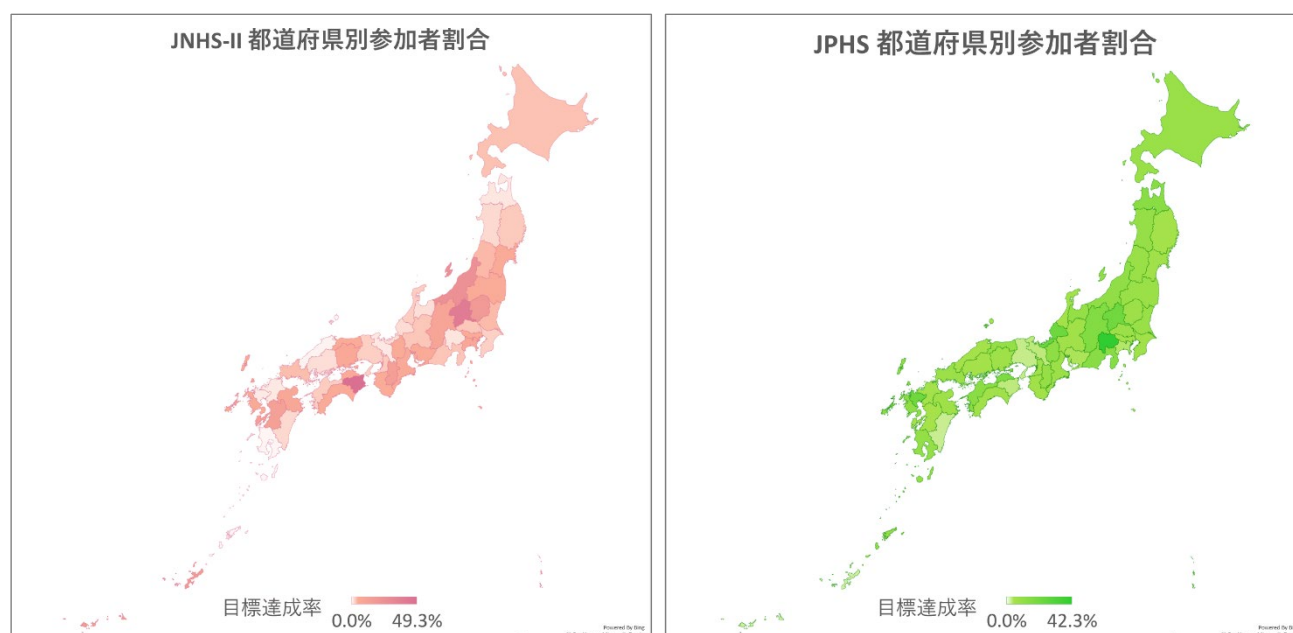 JNHS-II 都道府県別参加者割合
目標達成率
0.0% 49.3%
Powered by Bing
JPHS 都道府県別参加者割合
目標達成率
0.0% 42.3%
Powered by